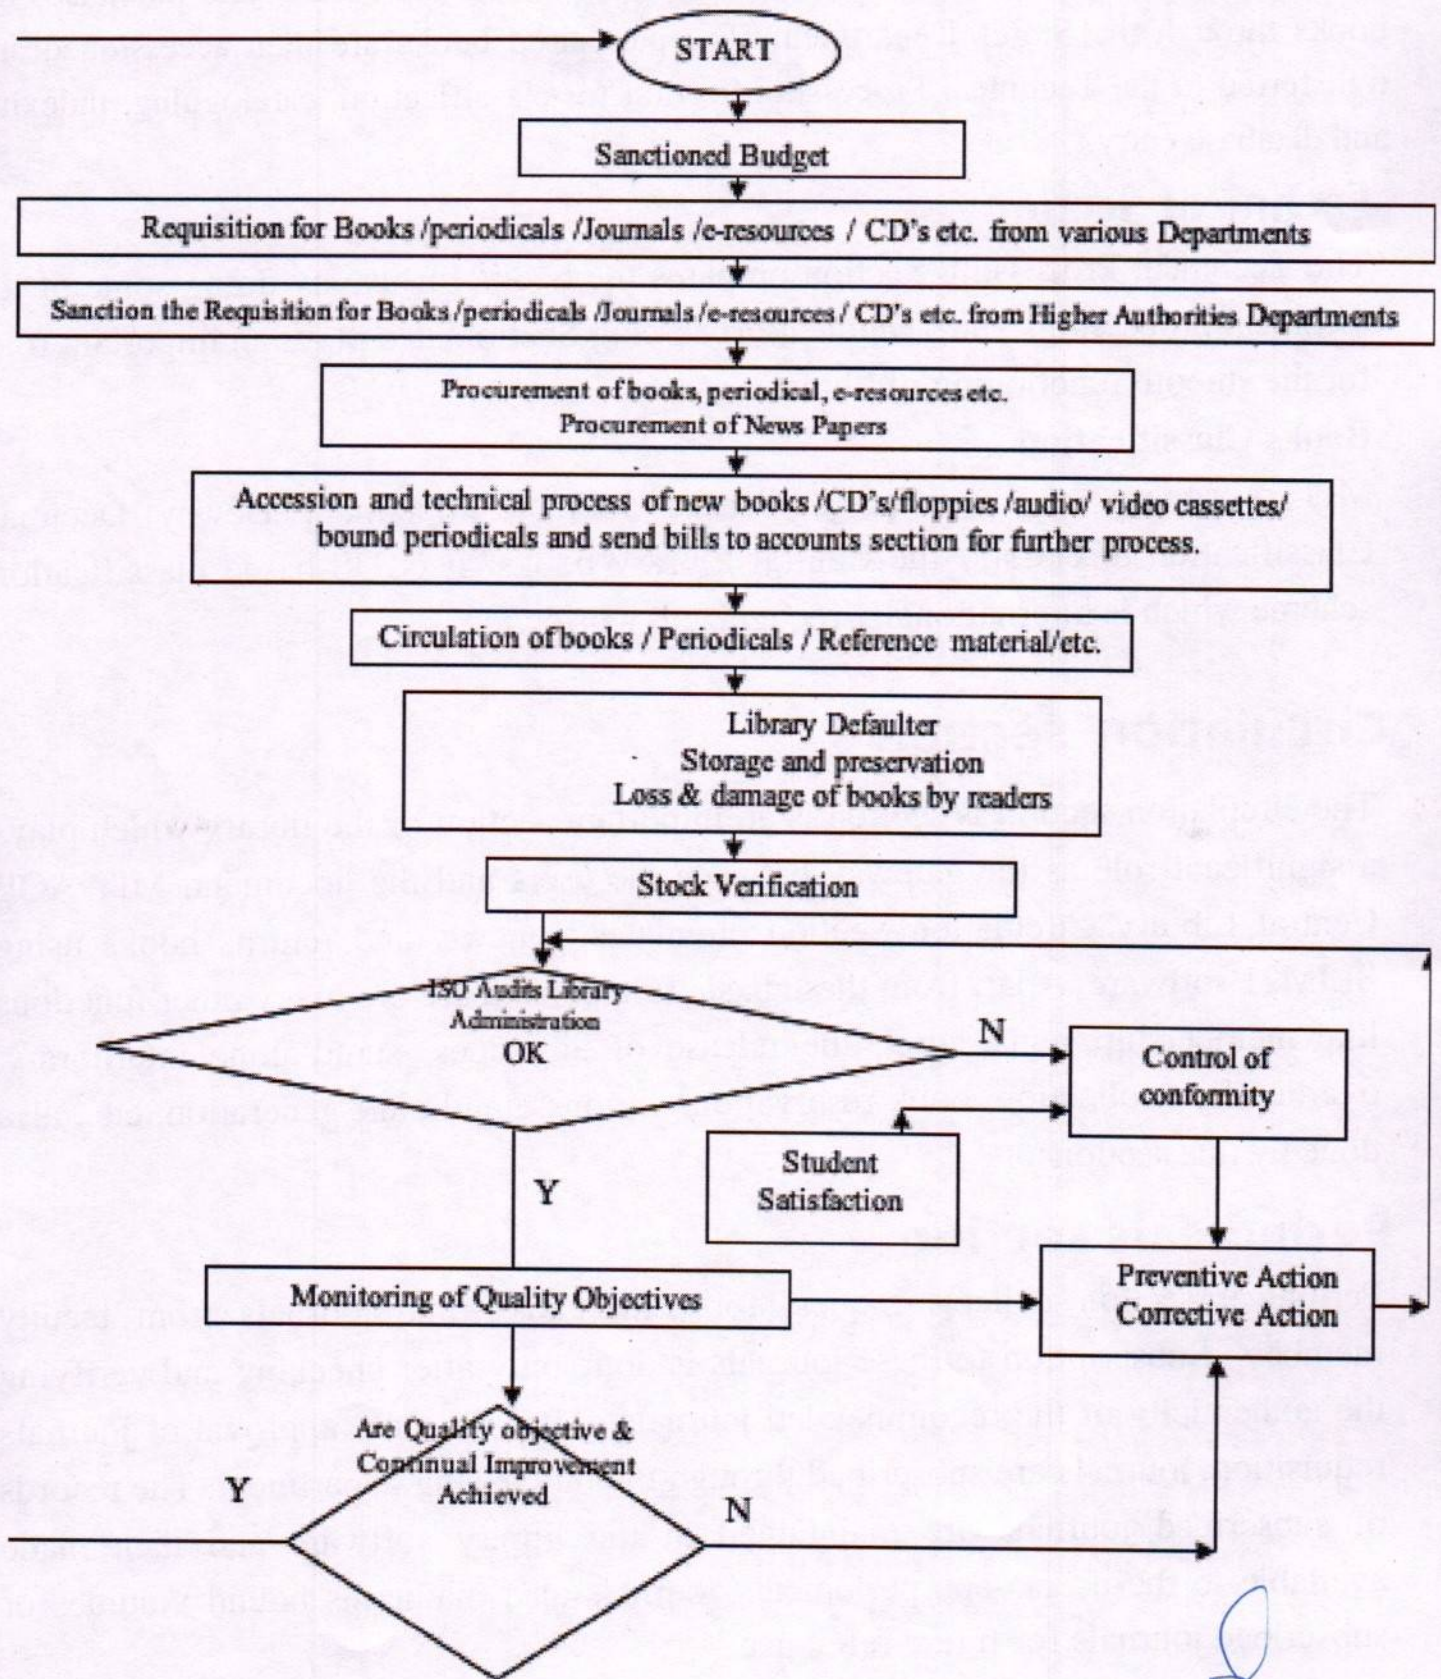 START
Sanctioned Budget
Requisition for Books /periodicals /Journals /e-resources / CD's etc. from various Departments
Sanction the Requisition for Books /periodicals /Journals /e-resources / CD's etc. from Higher Authorities Departments
Procurement of books, periodical, e-resources etc.
Procurement of News Papers
Accession and technical process of new books /CD's/floppies /audio/ video cassettes/
bound periodicals and send bills to accounts section for further process.
Circulation of books / Periodicals / Reference material/etc.
Library Defaulter
Storage and preservation
Loss & damage of books by readers
Stock Verification
ISO Audits Library
Administration
OK
N
Control of
conformity
Student
Satisfaction
Y
Monitoring of Quality Objectives
Preventive Action
Corrective Action
Are Quality objective &
Continual Improvement
Achieved
Y
N